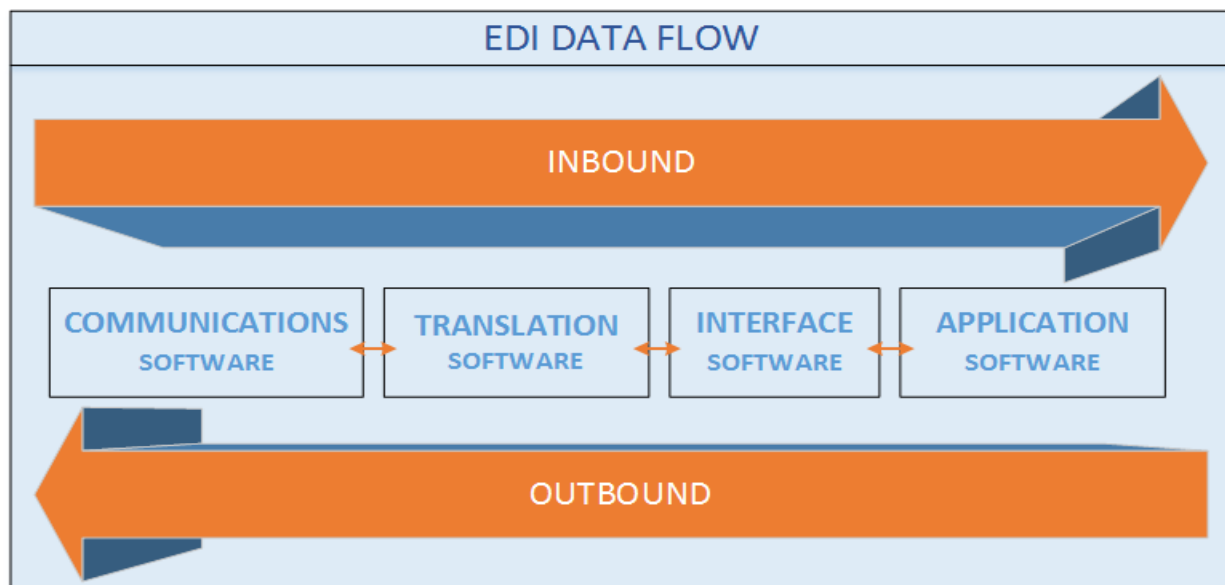 EDI DATA FLOW
INBOUND
COMMUNICATIONS
SOFTWARE
TRANSLATION
SOFTWARE
INTERFACE
SOFTWARE
APPLICATION
SOFTWARE
OUTBOUND